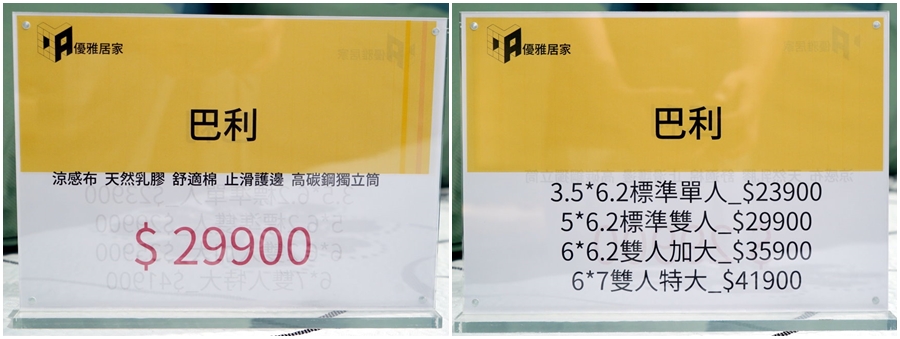 優雅居家
巴利
涼感布 天然乳膠 舒適棉 止滑護邊 高碳鋼獨立筒
$ 29900
優雅居家
巴利
3.5*6.2標準單人_$23900
5*6.2標準雙人_$29900
6*6.2雙人加大_$35900
6*7雙人特大_$41900